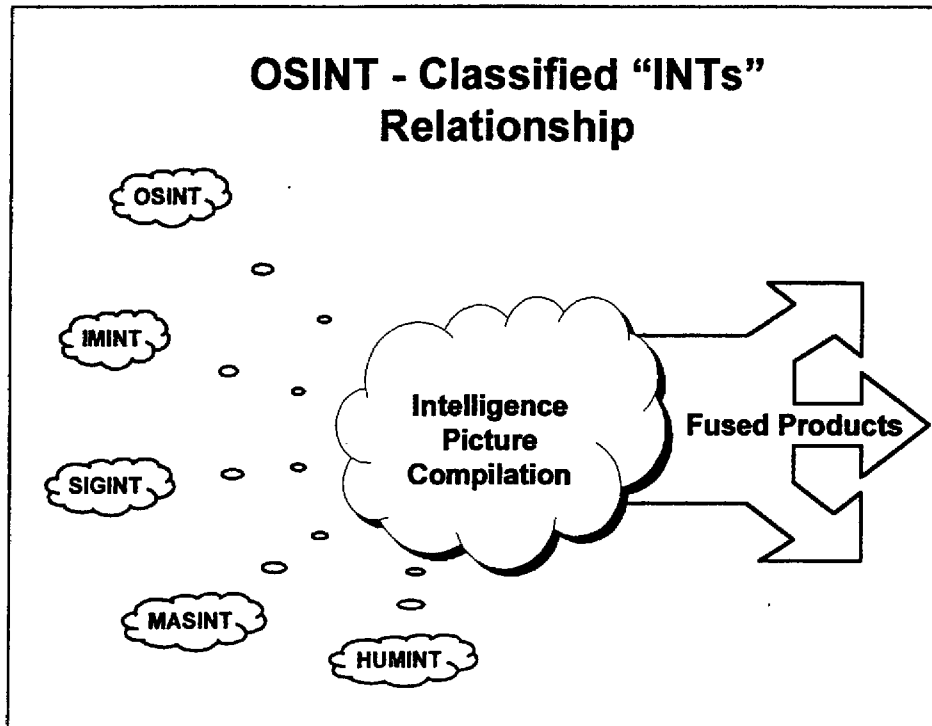 OSINT - Classified “INTs”
Relationship
OSINT
IMINT
SIGINT
MASINT
HUMINT
Intelligence
Picture
Compilation
Fused Products